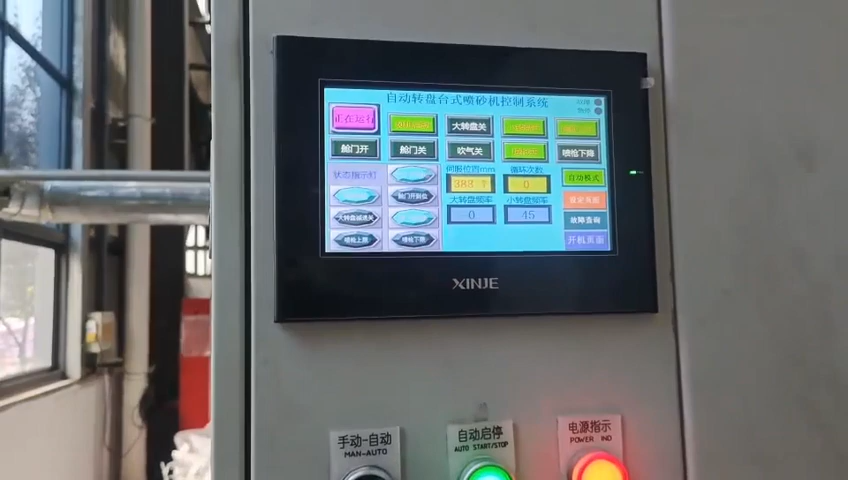 自动转盘台式喷砂机控制系统
正在运行
大转盘关
舱门开
舱门关
吹气关
喷枪下降
状态指示灯
伺服位置mm
循环次数
自动模式
383.7
0
舱门开到位
大转盘频率
小转盘频率
大转盘减速关
0
45
故障查询
喷枪上限
喷枪下限
开机页面
XINJE
手动-自动
MAN-AUTO
自动启停
AUTO START/STOP
电源指示
POWER IND